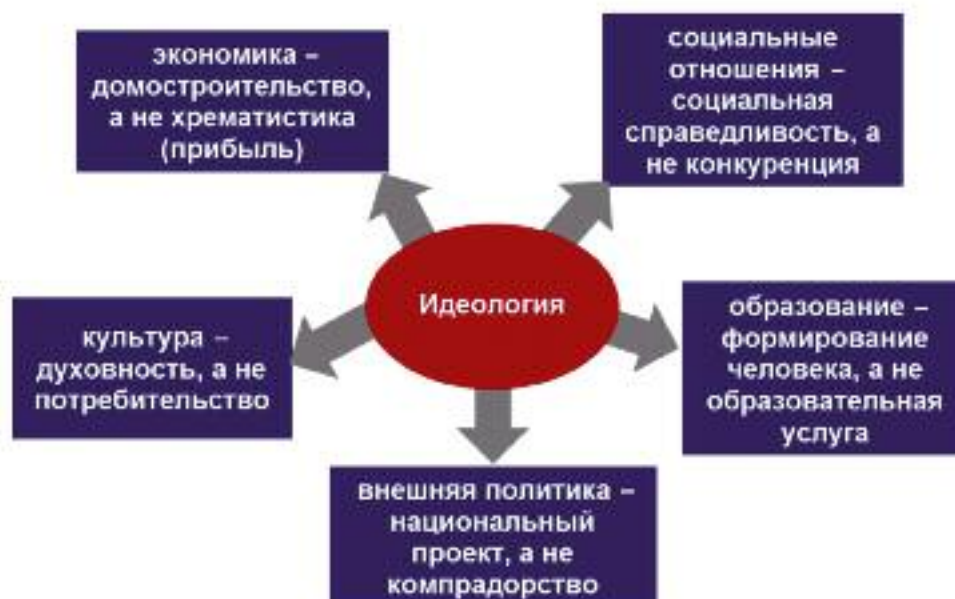 экономика –
домостроительство,
а не хрематистика
(прибыль)
социальные
отношения –
социальная
справедливость, а
не конкуренция
Идеология
культура –
духовность, а не
потребительство
образование –
формирование
человека, а не
образовательная
услуга
внешняя политика –
национальный
проект, а не
компрадорство